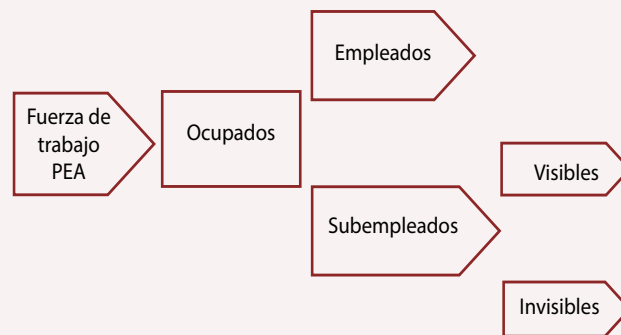 Empleados
Fuerza de
trabajo
PEA
Ocupados
Visibles
Subempleados
Invisibles